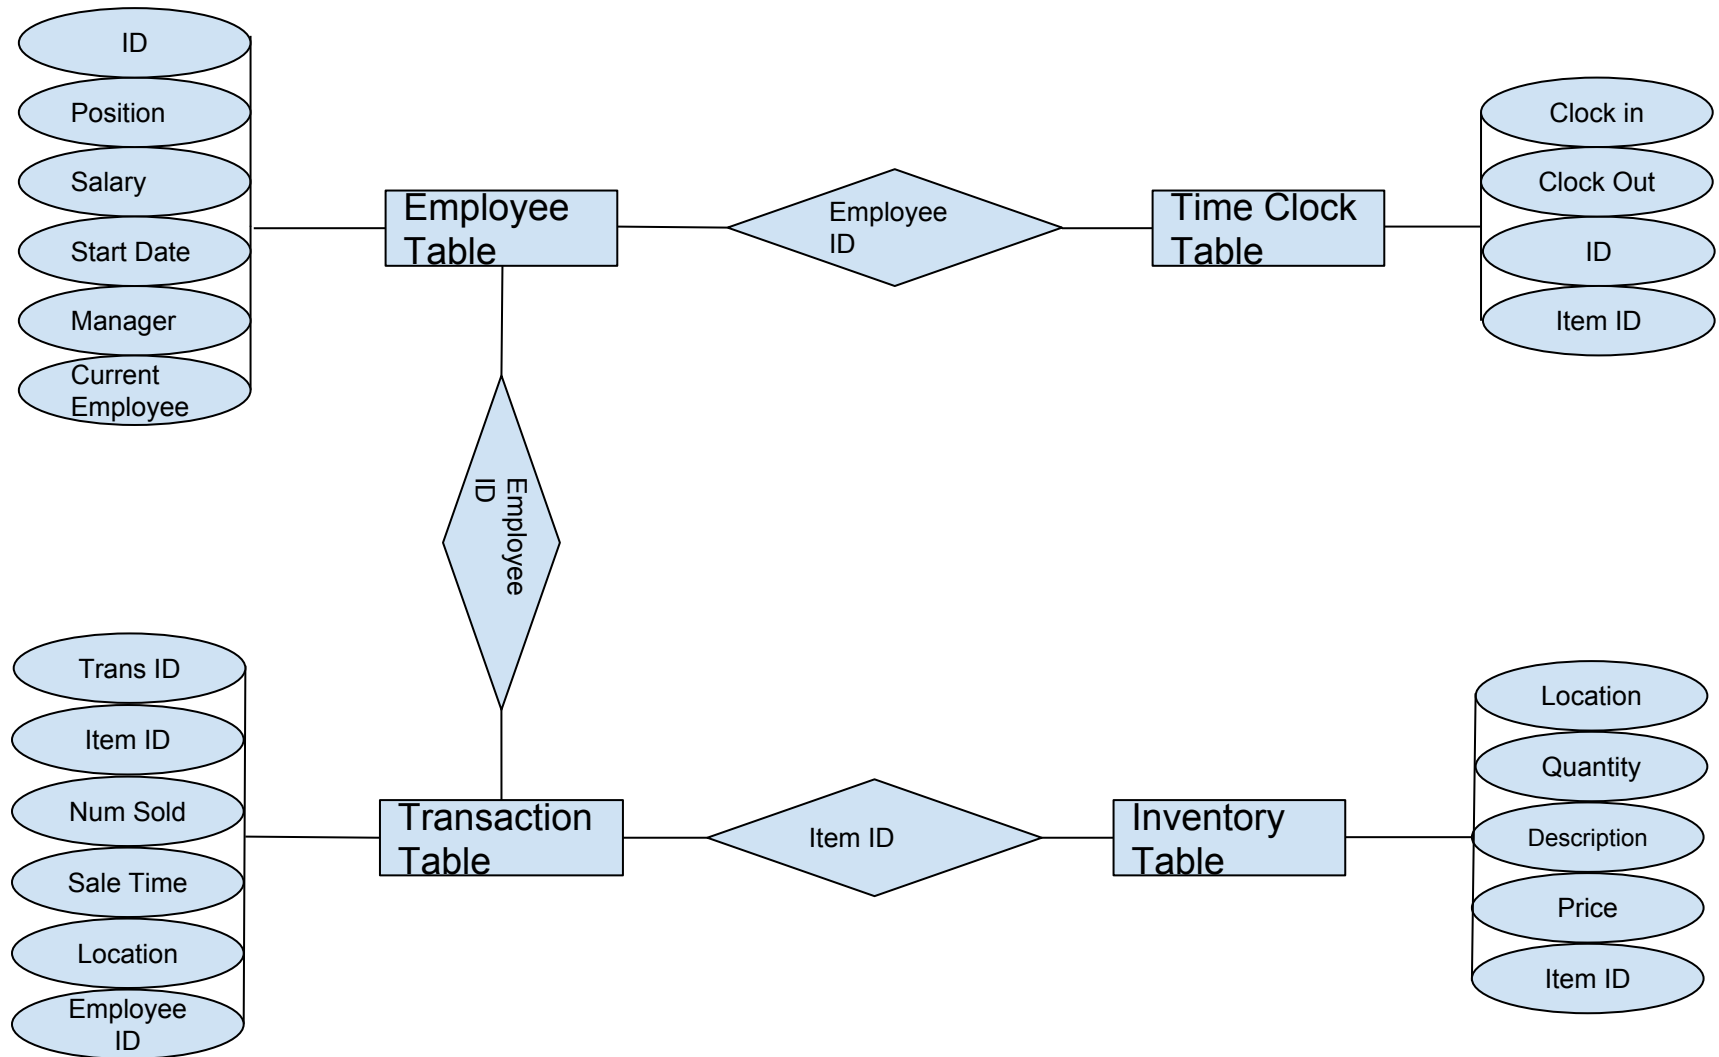 ID
Position
Salary
Start Date
Manager
Current
Employee
Employee
Table
Employee
ID
Time Clock
Table
Clock in
Clock Out
ID
Item ID
Employee
ID
Trans ID
Item ID
Num Sold
Sale Time
Location
Employee
ID
Transaction
Table
Item ID
Inventory
Table
Location
Quantity
Description
Price
Item ID